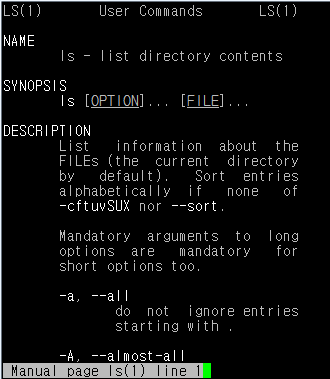 LS(1) User Commands LS(1)
NAME
ls - list directory contents
SYNOPSIS
ls [OPTION]... [FILE]...
DESCRIPTION
List information about the
FILEs (the current directory
by default). Sort entries
alphabetically if none of
-cftuvSUX nor --sort.
Mandatory arguments to long
options are mandatory for
short options too.
-a, --all
do not ignore entries
starting with .
-A, --almost-all
Manual page ls(1) line 1